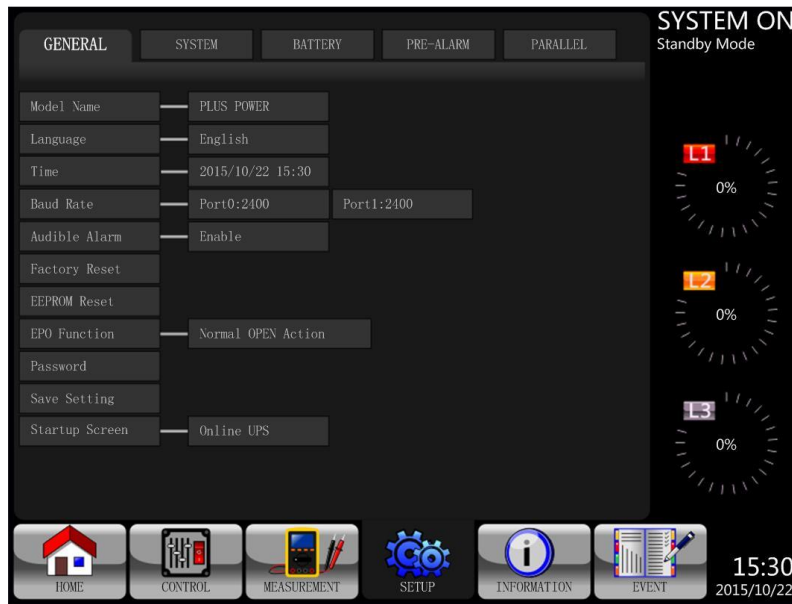 SYSTEM ON
Standby Mode
GENERAL SYSTEM BATTERY PRE-ALARM PARALLEL
Model Name PLUS POWER
Language English
Time 2015/10/22 15:30
Baud Rate Port0:2400 Port1:2400
Audible Alarm Enable
Factory Reset
EEPROM Reset
EPO Function Normal OPEN Action
Password
Save Setting
Startup Screen Online UPS
L1
0%
L2
0%
L3
0%
HOME CONTROL MEASUREMENT SETUP INFORMATION EVENT
15:30
2015/10/22